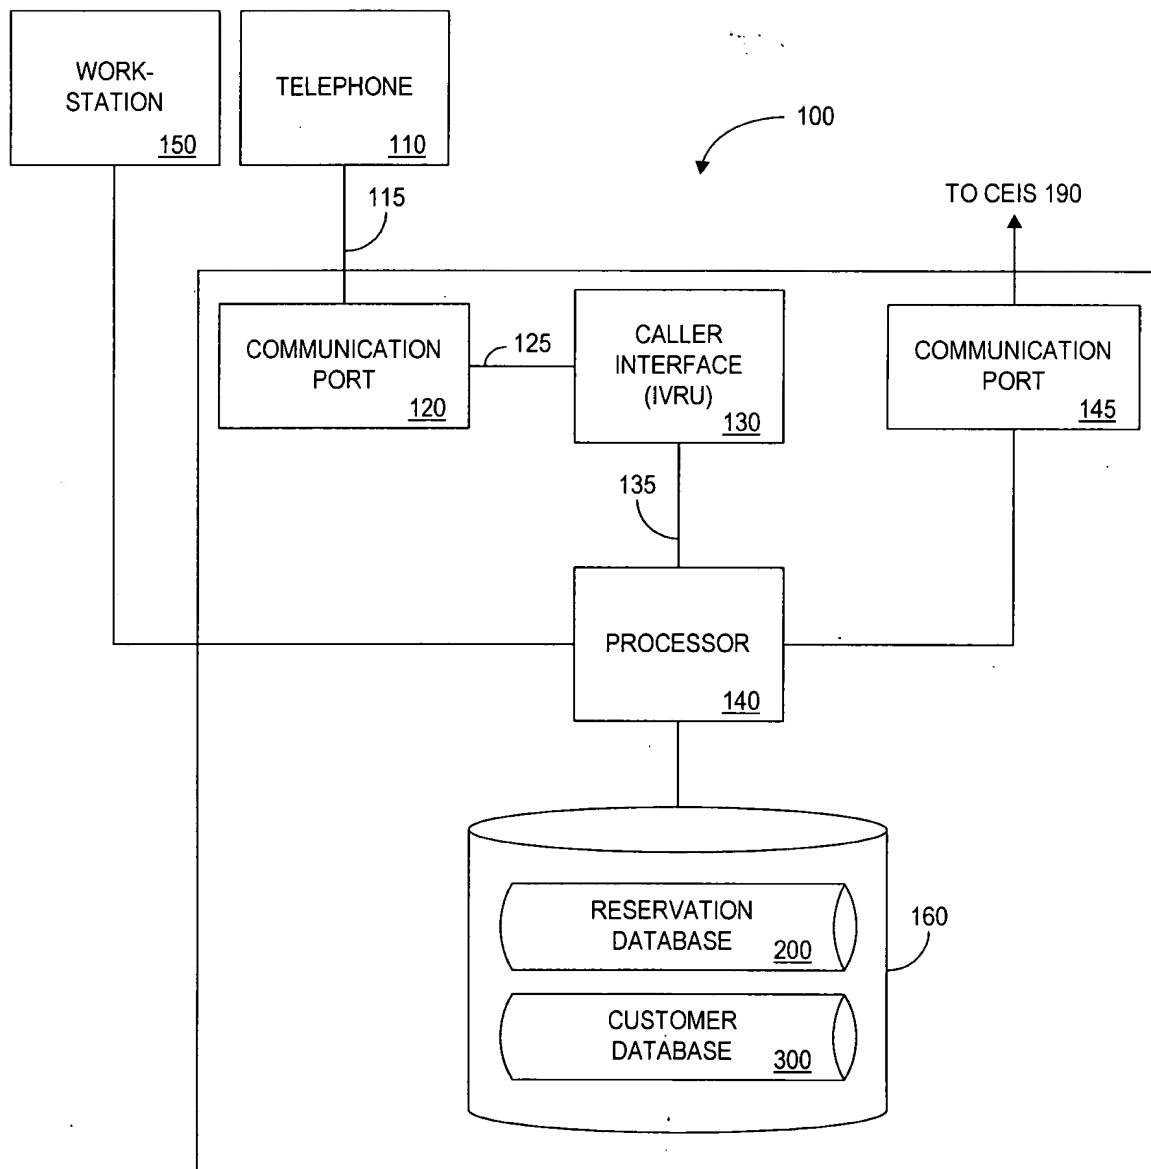 WORK-
STATION
150
TELEPHONE
110
100
115
TO CEIS 190
COMMUNICATION
PORT
120
125
CALLER
INTERFACE
(IVRU)
130
COMMUNICATION
PORT
145
135
PROCESSOR
140
RESERVATION
DATABASE
200
160
CUSTOMER
DATABASE
300